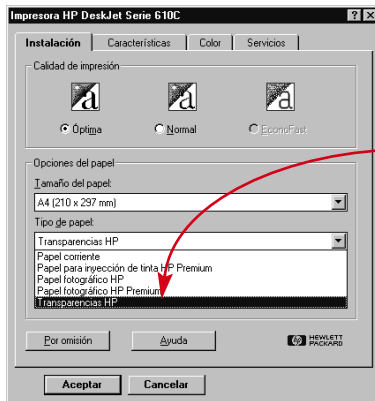 Impresora HP DeskJet Serie 610C
Instalación Características Color Servicios
Calidad de impresión
Óptima Normal EconoFast
Opciones del papel
Tamaño del papel:
A4 (210 x 297 mm)
Tipo de papel:
Transparencias HP
Papel corriente
Papel para inyección de tinta HP Premium
Papel fotográfico HP
Papel fotográfico HP Premium
Transparencias HP
Por omisión Ayuda HEWLETT
PACKARD
Aceptar Cancelar